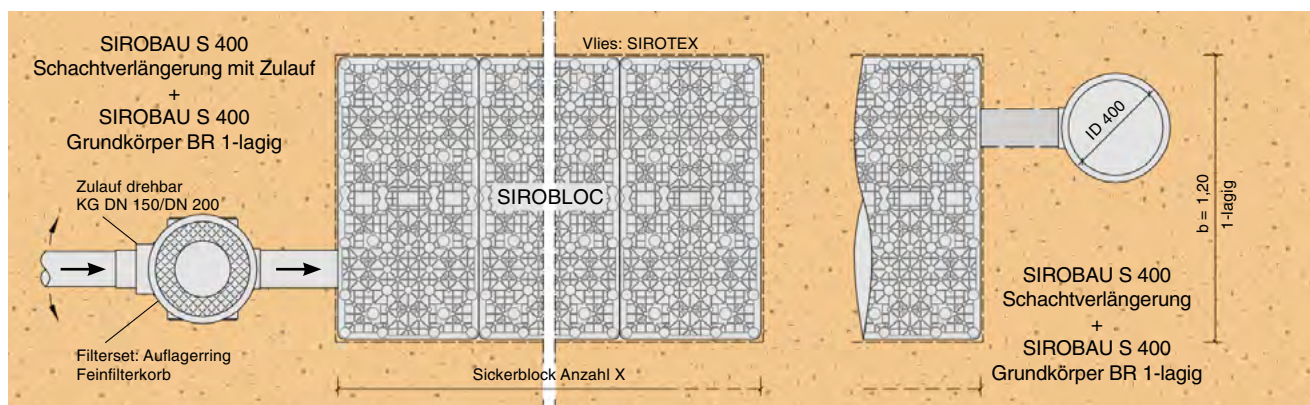 SIROBAU S 400
Schachtverlängerung mit Zulauf
+
SIROBAU S 400
Grundkörper BR 1-lagig
Zulauf drehbar
KG DN 150/DN 200
Filterset: Auflagerring
Feinfilterkorb
Vlies: SIROTEX
SIROBLOC
Sickerblock Anzahl X
ID 400
b = 1,20
1-lagig
SIROBAU S 400
Schachtverlängerung
+
SIROBAU S 400
Grundkörper BR 1-lagig